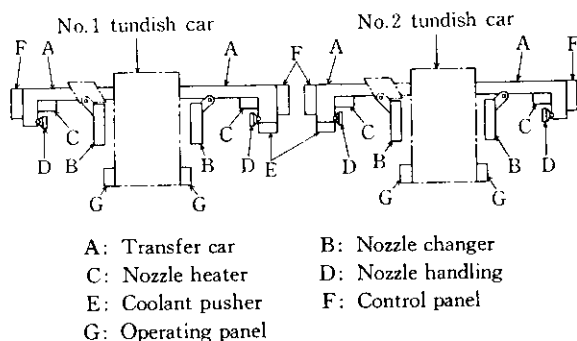 No.1 tundish car No.2 tundish car
F A A F A A F
C C C C
D B B D E D B B D
G G G G
A: Transfer car B: Nozzle changer
C: Nozzle heater D: Nozzle handling
E: Coolant pusher F: Control panel
G: Operating panel